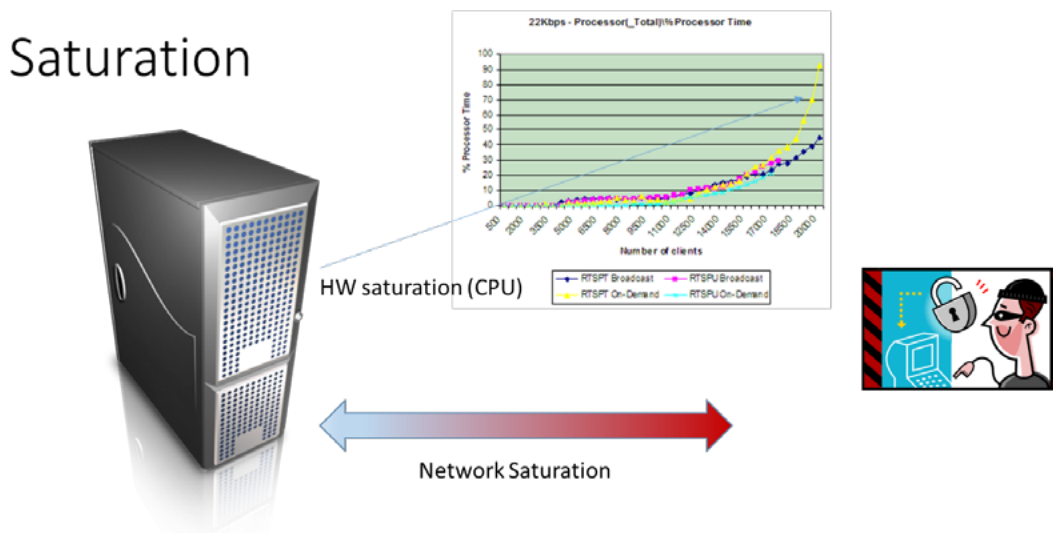 Saturation
22Kbps - Processor(_Total)\% Processor Time
% Processor Time
100
90
80
70
60
50
40
30
20
10
0
500
2000
3500
5000
6500
8000
9500
11000
12500
14000
15500
17000
18500
20000
Number of clients
RTSPT Broadcast
RTSPU Broadcast
RTSPT On-Demand
RTSPU On-Demand
HW saturation (CPU)
Network Saturation